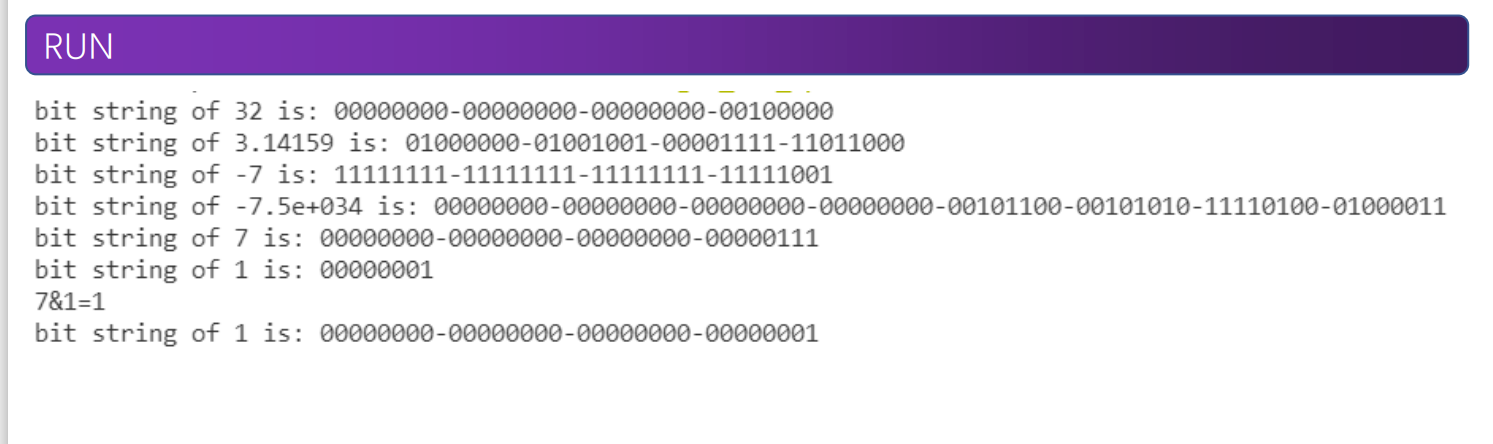 RUN
bit string of 32 is: 00000000-00000000-00000000-00100000
bit string of 3.14159 is: 01000000-01001001-00001111-11011000
bit string of -7 is: 11111111-11111111-11111111-11111001
bit string of -7.5e+034 is: 00000000-00000000-00000000-00000000-00101100-00101010-11110100-01000011
bit string of 7 is: 00000000-00000000-00000000-00000111
bit string of 1 is: 00000001
7&1=1
bit string of 1 is: 00000000-00000000-00000000-00000001